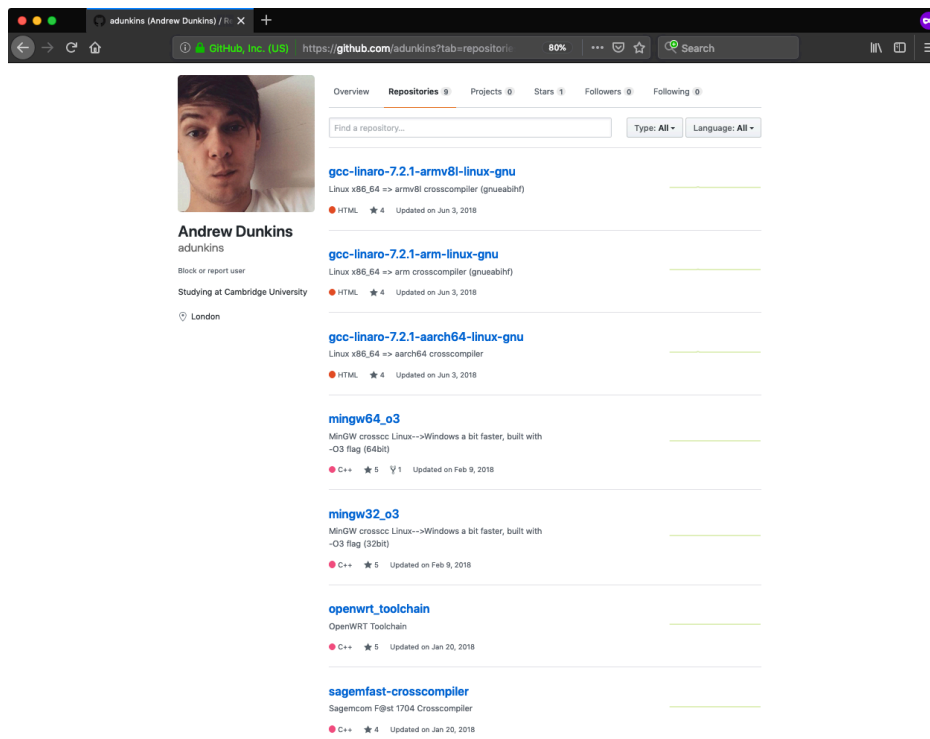 adunkins (Andrew Dunkins) / Re
GitHub, Inc. (US)
https://github.com/adunkins?tab=repositorie
80%
Search
Overview Repositories 9 Projects 0 Stars 1 Followers 0 Following 0
Find a repository...
Type: All
Language: All
gcc-linaro-7.2.1-armv8l-linux-gnu
Linux x86_64 => armv8l crosscompiler (gnueabihf)
HTML 4 Updated on Jun 3, 2018
Andrew Dunkins
adunkins
Block or report user
Studying at Cambridge University
London
gcc-linaro-7.2.1-arm-linux-gnu
Linux x86_64 => arm crosscompiler (gnueabihf)
HTML 4 Updated on Jun 3, 2018
gcc-linaro-7.2.1-aarch64-linux-gnu
Linux x86_64 => aarch64 crosscompiler
HTML 4 Updated on Jun 3, 2018
mingw64_o3
MinGW crosscc Linux-->Windows a bit faster, built with
-O3 flag (64bit)
C++ 5 1 Updated on Feb 9, 2018
mingw32_o3
MinGW crosscc Linux-->Windows a bit faster, built with
-O3 flag (32bit)
C++ 5 Updated on Feb 9, 2018
openwrt_toolchain
OpenWRT Toolchain
C++ 5 Updated on Jan 20, 2018
sagemfast-crosscompiler
Sagemcom F@st 1704 Crosscompiler
C++ 4 Updated on Jan 20, 2018